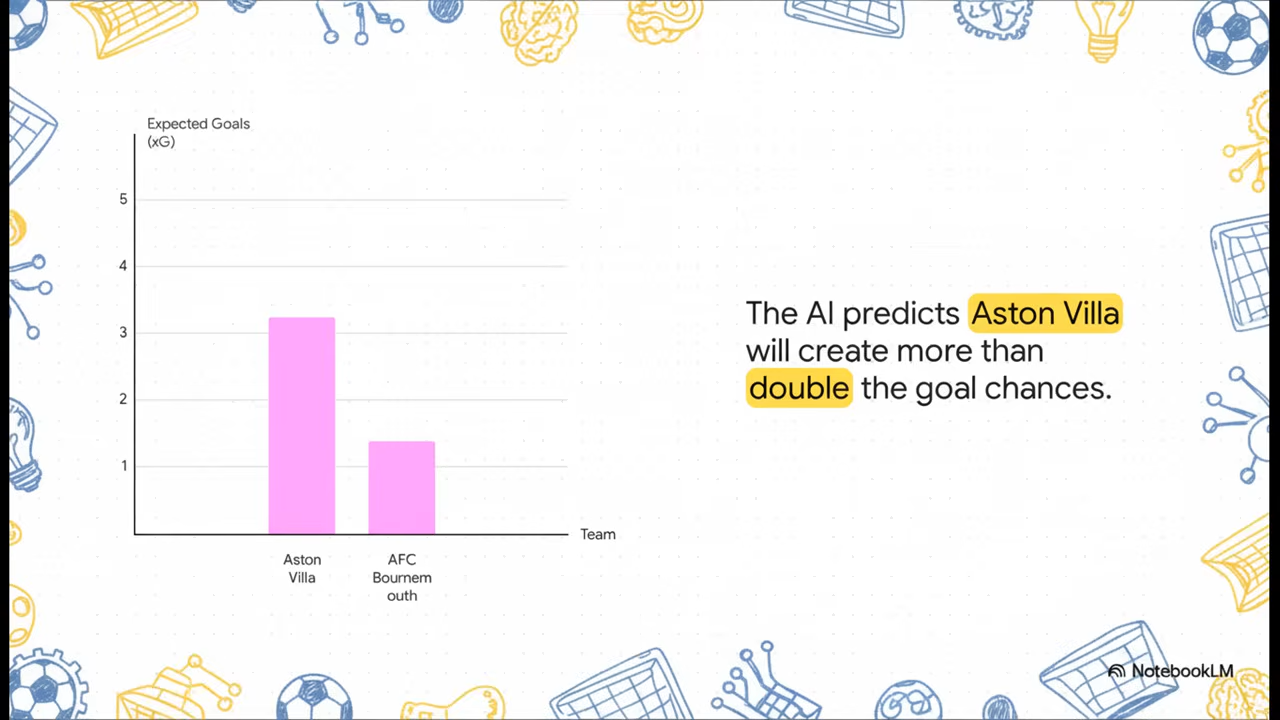 Expected Goals
(xG)
5
4
3
2
1
Team
Aston
Villa
AFC
Bournem
outh
The AI predicts Aston Villa
will create more than
double the goal chances.
NotebookLM